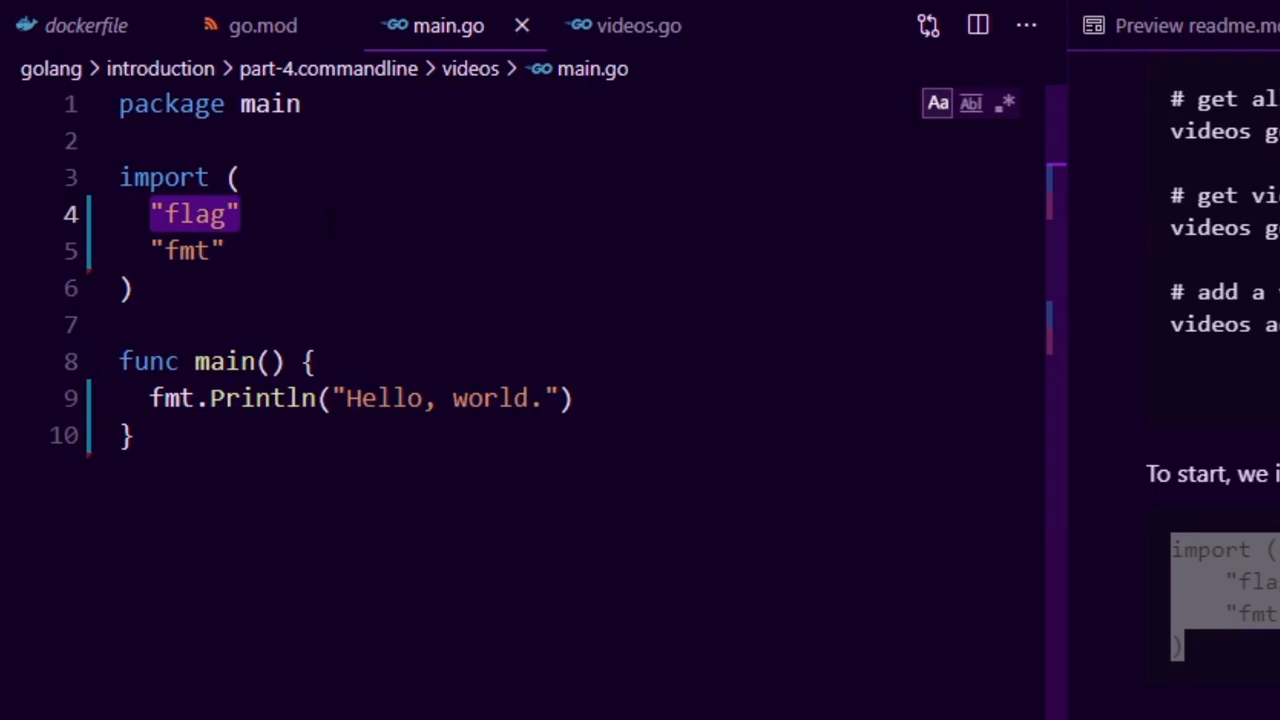 dockerfile go.mod main.go videos.go Preview readme.m
golang > introduction > part-4.commandline > videos > main.go
1 package main
2
3 import (
4 "flag"
5 "fmt"
6 )
7
8 func main() {
9 fmt.Println("Hello, world.")
10 }
Aa Abl .*
# get al
videos g
# get vi
videos g
# add a
videos a
To start, we i
import (
"fla
"fmt
)